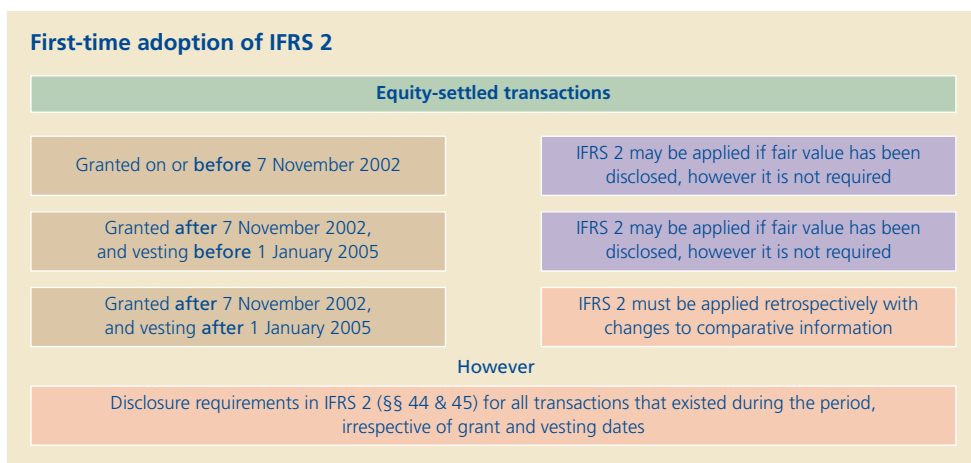 First-time adoption of IFRS 2
Equity-settled transactions
Granted on or before 7 November 2002
IFRS 2 may be applied if fair value has been
disclosed, however it is not required
Granted after 7 November 2002,
and vesting before 1 January 2005
IFRS 2 may be applied if fair value has been
disclosed, however it is not required
Granted after 7 November 2002,
and vesting after 1 January 2005
IFRS 2 must be applied retrospectively with
changes to comparative information
However
Disclosure requirements in IFRS 2 (§§ 44 & 45) for all transactions that existed during the period,
irrespective of grant and vesting dates